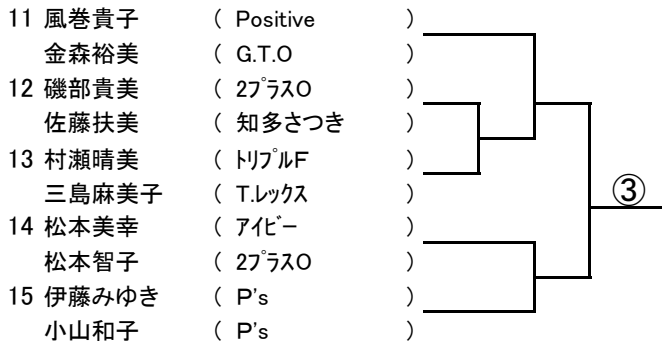 11 風巻貴子 ( Positive )
金森裕美 ( G.T.O )
12 磯部貴美 ( 2ﾌﾟﾗｽO )
佐藤扶美 ( 知多さつき )
13 村瀬晴美 ( ﾄﾘﾌﾟﾙF )
三島麻美子 ( T.ﾚｯｸｽ )
③
14 松本美幸 ( ｱｲﾋﾞｰ )
松本智子 ( 2ﾌﾟﾗｽO )
15 伊藤みゆき ( P's )
小山和子 ( P's )